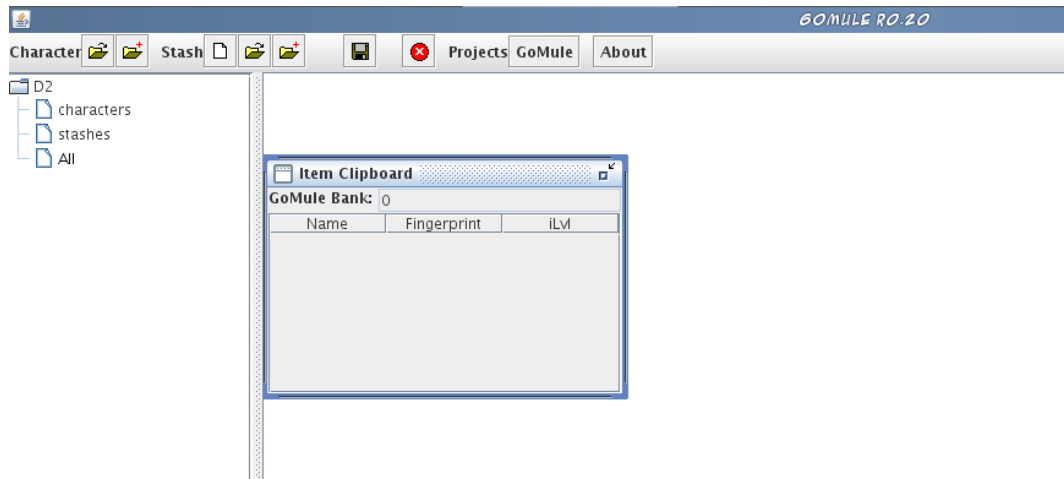 GOMULE R0.20
Character Stash Projects GoMule About
D2
characters
stashes
All
Item Clipboard
GoMule Bank: 0
Name Fingerprint iLvl